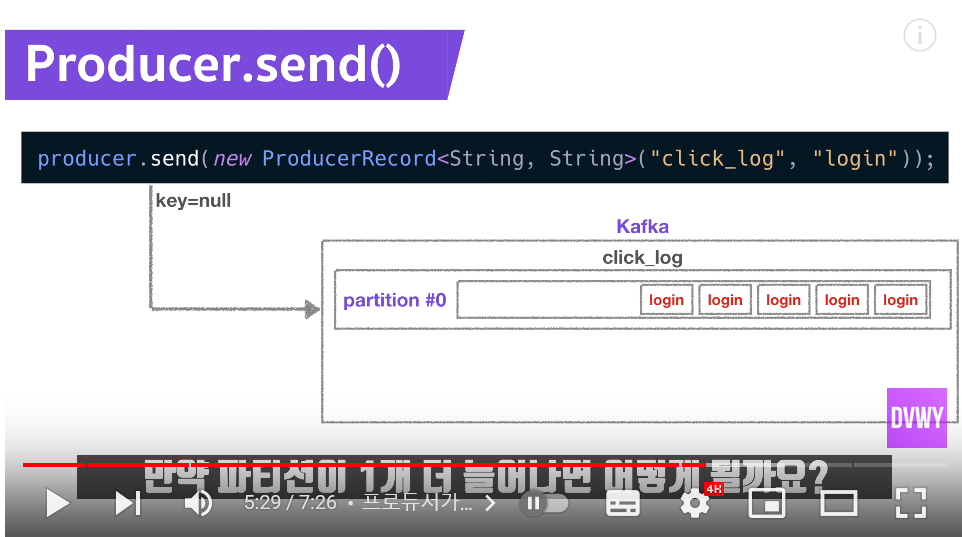 Producer.send()
producer.send(new ProducerRecord<String, String>("click_log", "login"));
key=null
Kafka
click_log
partition #0
login login login login login
DVWY
만약 파티션이 1개 더 늘어나면 어떻게 될까요?
5:29 / 7:26 • 프로듀서가...
4K